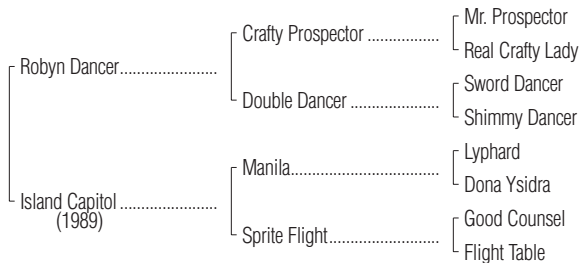 Mr. Prospector
Crafty Prospector .................
Real Crafty Lady
Robyn Dancer......................
Sword Dancer
Double Dancer .....................
Shimmy Dancer
Lyphard
Manila..................................
Dona Ysidra
Island Capitol ......................
(1989)
Good Counsel
Sprite Flight.........................
Flight Table